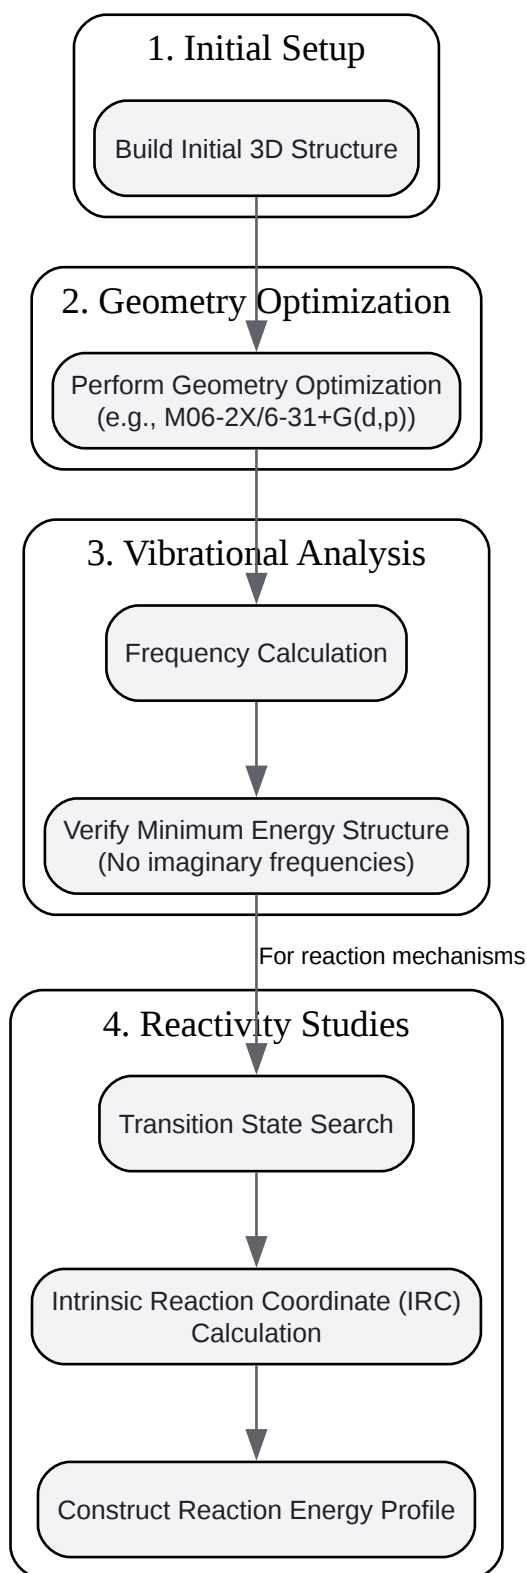 1. Initial Setup
Build Initial 3D Structure
2. Geometry Optimization
Perform Geometry Optimization
(e.g., M06-2X/6-31+G(d,p))
3. Vibrational Analysis
Frequency Calculation
Verify Minimum Energy Structure
(No imaginary frequencies)
For reaction mechanisms
4. Reactivity Studies
Transition State Search
Intrinsic Reaction Coordinate (IRC)
Calculation
Construct Reaction Energy Profile